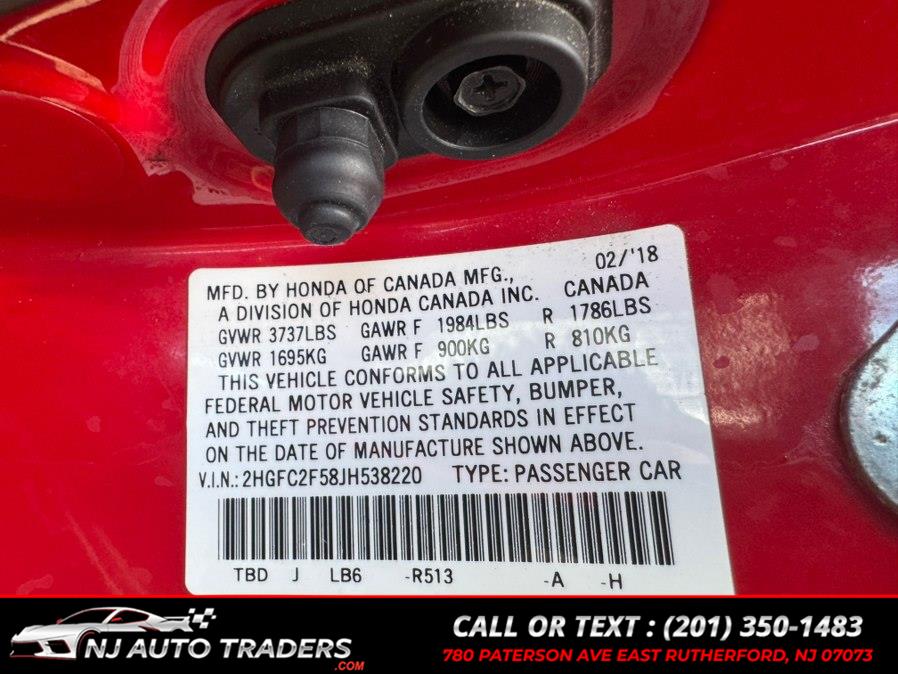 MFD. BY HONDA OF CANADA MFG., 02/'18
A DIVISION OF HONDA CANADA INC. CANADA
GVWR 3737LBS GAWR F 1984LBS R 1786LBS
GVWR 1695KG GAWR F 900KG R 810KG
THIS VEHICLE CONFORMS TO ALL APPLICABLE
FEDERAL MOTOR VEHICLE SAFETY, BUMPER,
AND THEFT PREVENTION STANDARDS IN EFFECT
ON THE DATE OF MANUFACTURE SHOWN ABOVE.
V.I.N.: 2HGFC2F58JH538220 TYPE: PASSENGER CAR
TBD J LB6 -R513 -A -H
NJ AUTO TRADERS
.COM
CALL OR TEXT : (201) 350-1483
780 PATERSON AVE EAST RUTHERFORD, NJ 07073